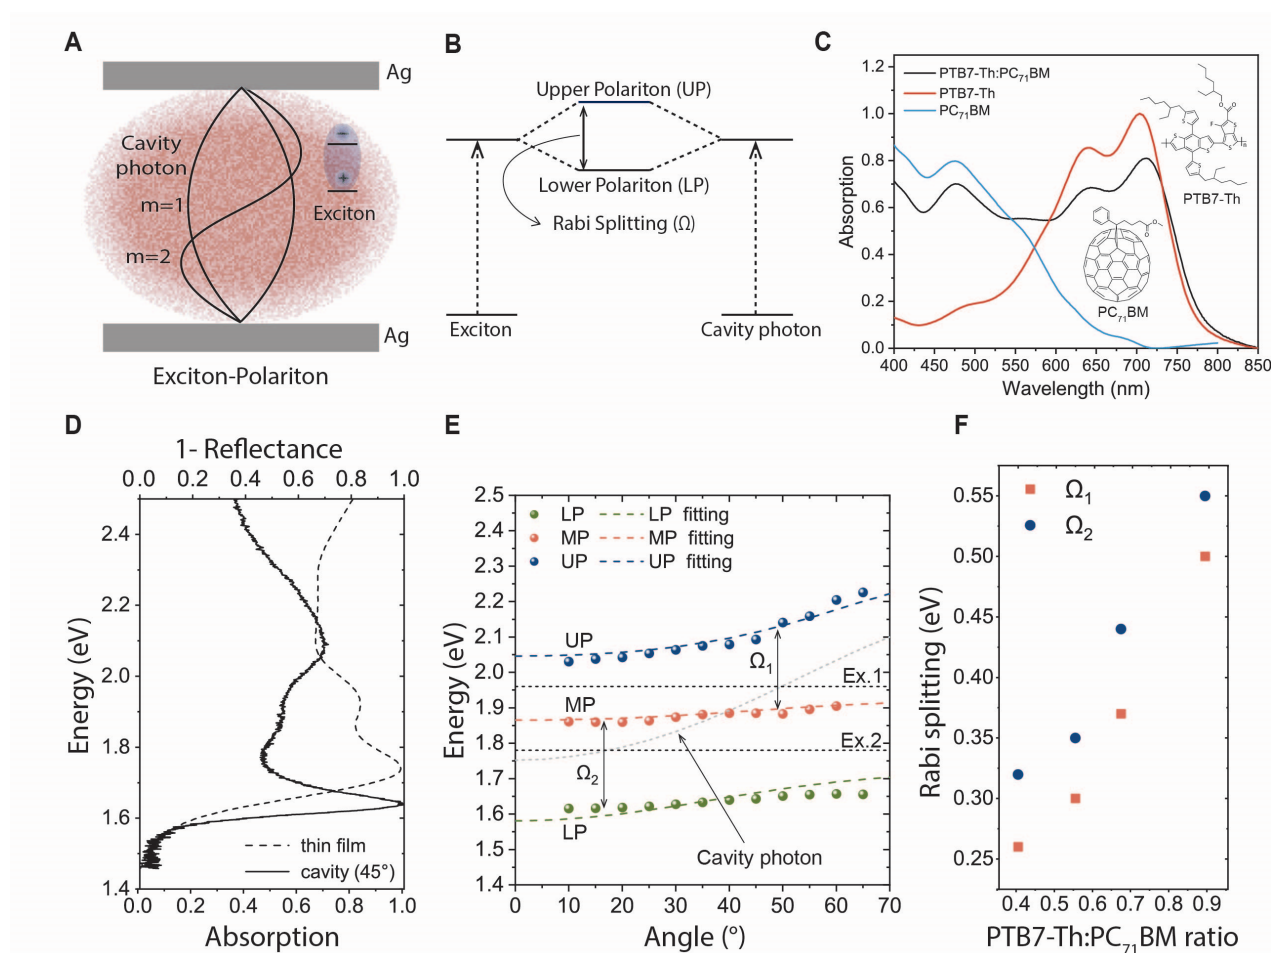 A
Ag
Cavity
photon
m=1
m=2
−
+
Exciton
Ag
Exciton-Polariton
B
Upper Polariton (UP)
Lower Polariton (LP)
Rabi Splitting (Ω)
Exciton
Cavity photon
C
PTB7-Th:PC71BM
PTB7-Th
PC71BM
PTB7-Th
PC71BM
1.2
1.0
0.8
0.6
0.4
0.2
0.0
Absorption
400 450 500 550 600 650 700 750 800 850
Wavelength (nm)
D
1- Reflectance
0.0 0.2 0.4 0.6 0.8 1.0
2.4
2.2
2.0
1.8
1.6
1.4
Energy (eV)
thin film
cavity (45°)
0.0 0.2 0.4 0.6 0.8 1.0
Absorption
E
2.5
2.4
2.3
2.2
2.1
2.0
1.9
1.8
1.7
1.6
1.5
1.4
Energy (eV)
LP LP fitting
MP MP fitting
UP UP fitting
UP
Ω1
Ex.1
MP
Ex.2
Ω2
LP
Cavity photon
0 10 20 30 40 50 60 70
Angle (°)
F
Ω1
Ω2
0.55
0.50
0.45
0.40
0.35
0.30
0.25
Rabi splitting (eV)
0.4 0.5 0.6 0.7 0.8 0.9
PTB7-Th:PC71BM ratio